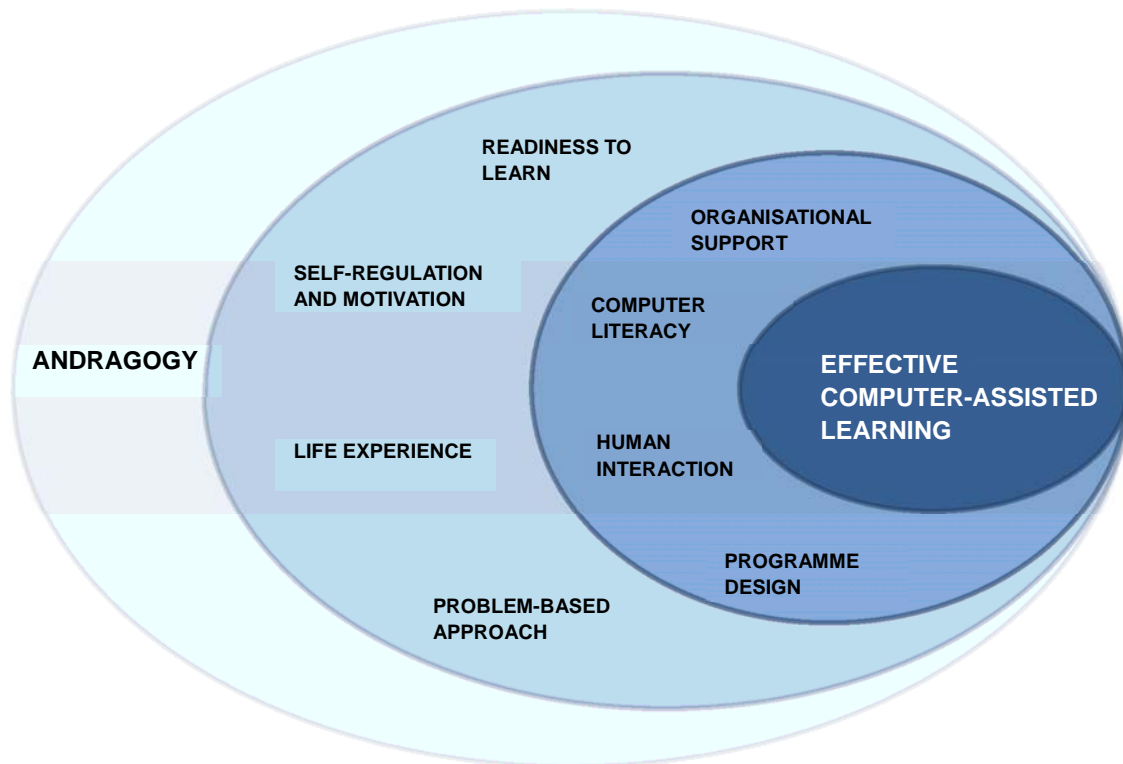 READINESS TO
LEARN
ORGANISATIONAL
SUPPORT
SELF-REGULATION
AND MOTIVATION
COMPUTER
LITERACY
ANDRAGOGY
EFFECTIVE
COMPUTER-ASSISTED
LEARNING
LIFE EXPERIENCE
HUMAN
INTERACTION
PROGRAMME
DESIGN
PROBLEM-BASED
APPROACH